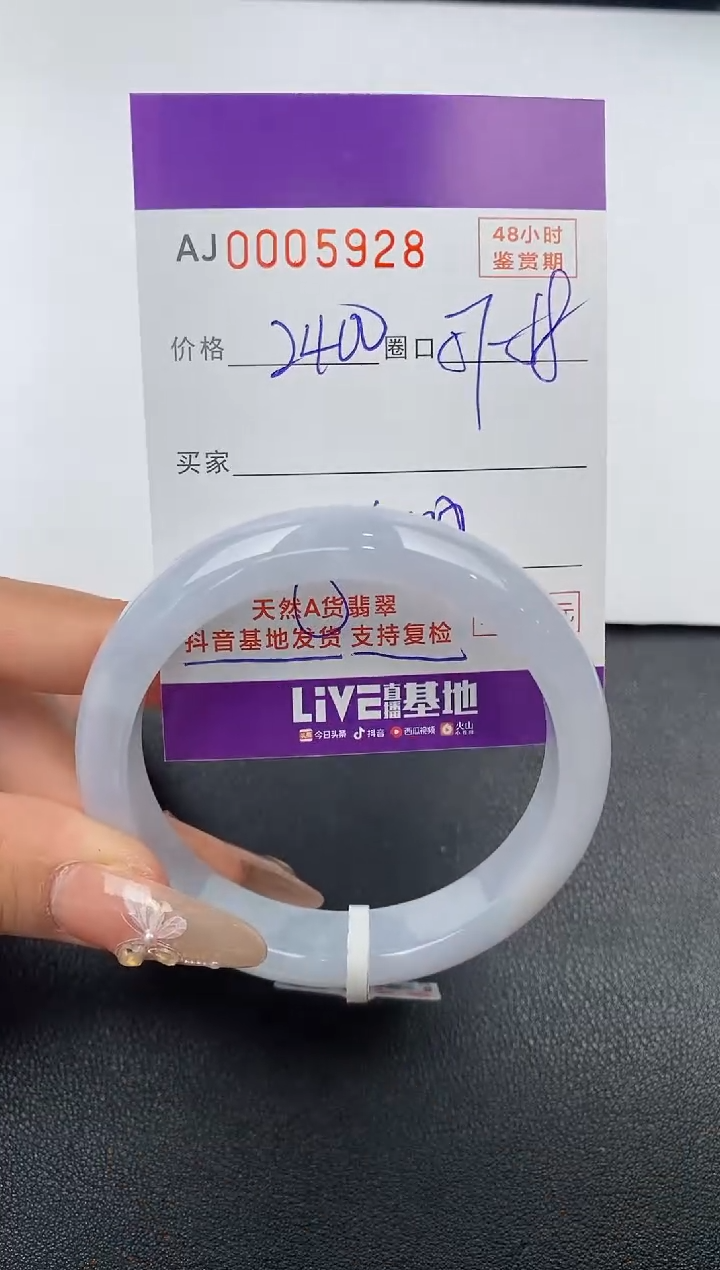 AJ0005928
48小时
鉴赏期
价格 2400 圈口 57-58
买家
天然A货翡翠
抖音基地发货 支持复检
元
LiVE直播基地
今日头条 抖音 西瓜视频 火山